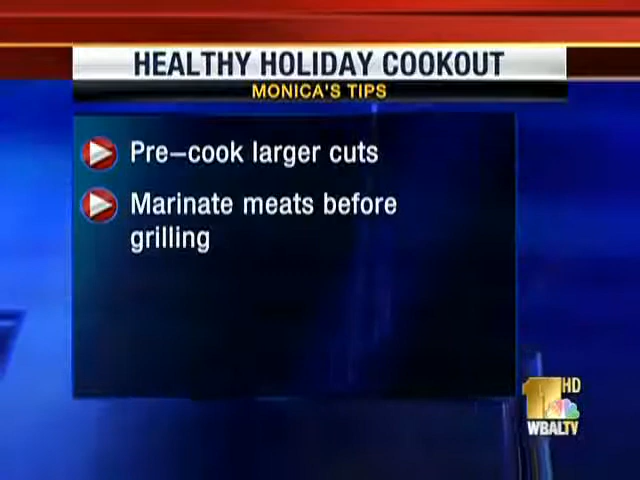 HEALTHY HOLIDAY COOKOUT
MONICA'S TIPS
Pre-cook larger cuts
Marinate meats before
grilling
11 HD
WBALTV